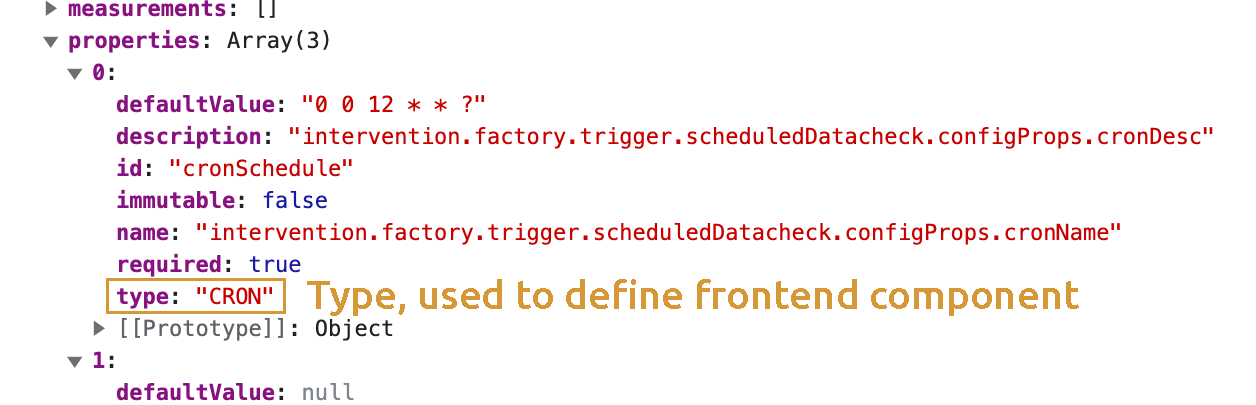 measurements: []
properties: Array(3)
0:
defaultValue: "0 0 12 * * ?"
description: "intervention.factory.trigger.scheduledDatacheck.configProps.cronDesc"
id: "cronSchedule"
immutable: false
name: "intervention.factory.trigger.scheduledDatacheck.configProps.cronName"
required: true
type: "CRON" Type, used to define frontend component
[[Prototype]]: Object
1:
defaultValue: null